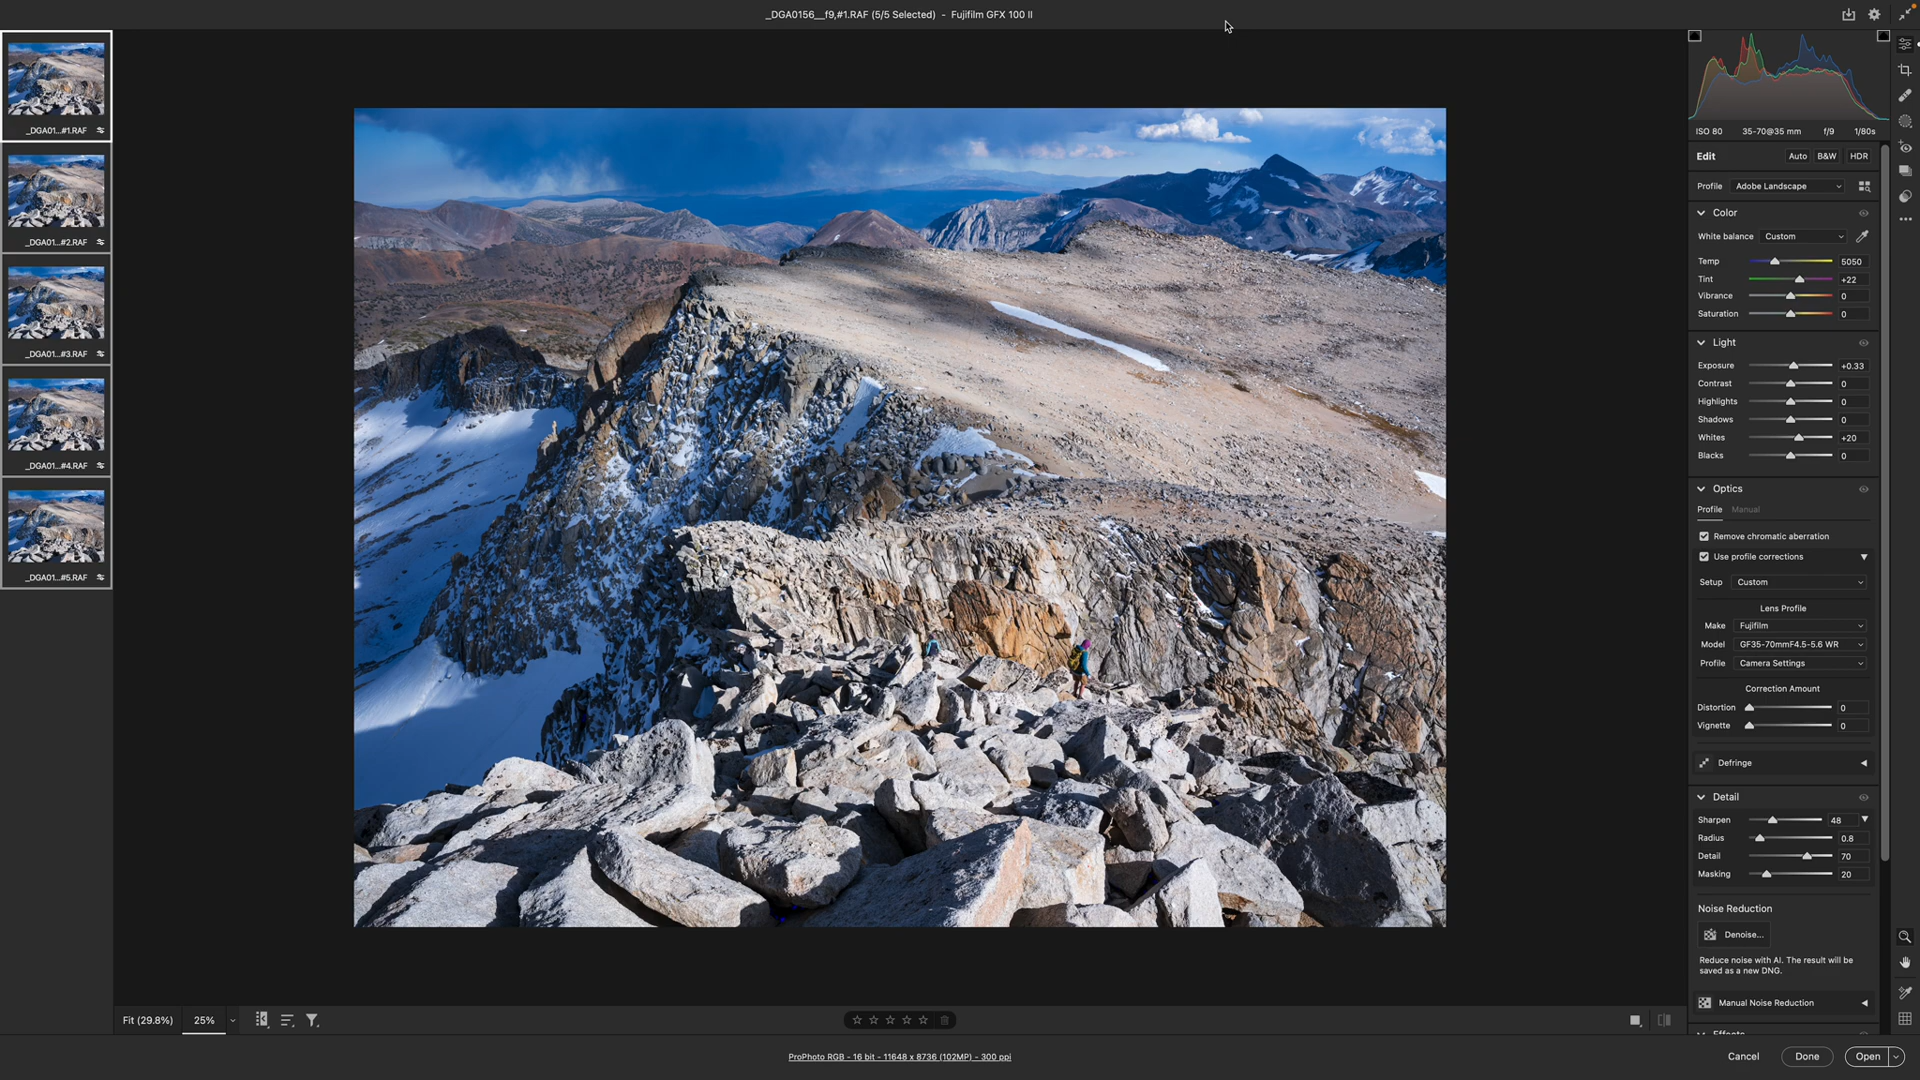 _DGA0156__f9,#1.RAF (5/5 Selected)  -  Fujifilm GFX 100 II
_DGA01...#1.RAF
_DGA01...#2.RAF
_DGA01...#3.RAF
_DGA01...#4.RAF
_DGA01...#5.RAF
ISO 80 35-70@35 mm f/9 1/80s
Edit Auto B&W HDR
Profile Adobe Landscape
Color
White balance Custom
Temp 5050
Tint +22
Vibrance 0
Saturation 0
Light
Exposure +0.33
Contrast 0
Highlights 0
Shadows 0
Whites +20
Blacks 0
Optics
Profile Manual
Remove chromatic aberration
Use profile corrections
Setup Custom
Lens Profile
Make Fujifilm
Model GF35-70mmF4.5-5.6 WR
Profile Camera Settings
Correction Amount
Distortion 0
Vignette 0
Defringe
Detail
Sharpen 48
Radius 0.8
Detail 70
Masking 20
Noise Reduction
Denoise...
Reduce noise with AI. The result will be
saved as a new DNG.
Manual Noise Reduction
Effects
Fit (29.8%) 25%
ProPhoto RGB - 16 bit - 11648 x 8736 (102MP) - 300 ppi
Cancel Done Open